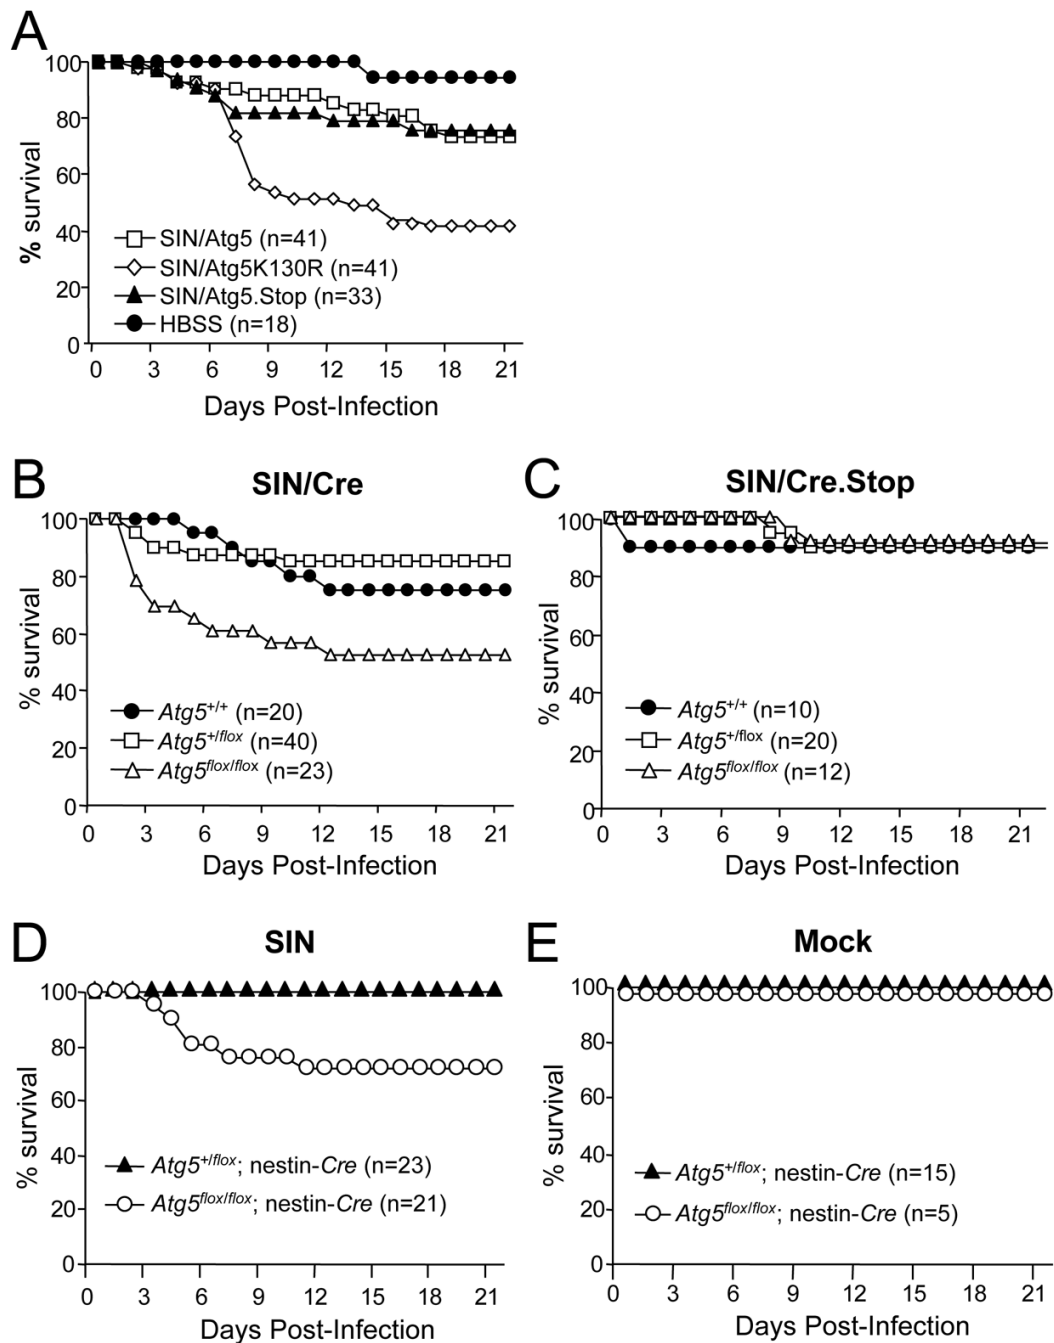 A
100
80
60
40
20
0
% survival
SIN/Atg5 (n=41)
SIN/Atg5K130R (n=41)
SIN/Atg5.Stop (n=33)
HBSS (n=18)
0 3 6 9 12 15 18 21
Days Post-Infection
B
SIN/Cre
100
80
60
40
20
0
% survival
Atg5+/+ (n=20)
Atg5+/flox (n=40)
Atg5flox/flox (n=23)
0 3 6 9 12 15 18 21
Days Post-Infection
C
SIN/Cre.Stop
100
80
60
40
20
0
% survival
Atg5+/+ (n=10)
Atg5+/flox (n=20)
Atg5flox/flox (n=12)
0 3 6 9 12 15 18 21
Days Post-Infection
D
SIN
100
80
60
40
20
0
% survival
Atg5+/flox; nestin-Cre (n=23)
Atg5flox/flox; nestin-Cre (n=21)
0 3 6 9 12 15 18 21
Days Post-Infection
E
Mock
100
80
60
40
20
0
% survival
Atg5+/flox; nestin-Cre (n=15)
Atg5flox/flox; nestin-Cre (n=5)
0 3 6 9 12 15 18 21
Days Post-Infection